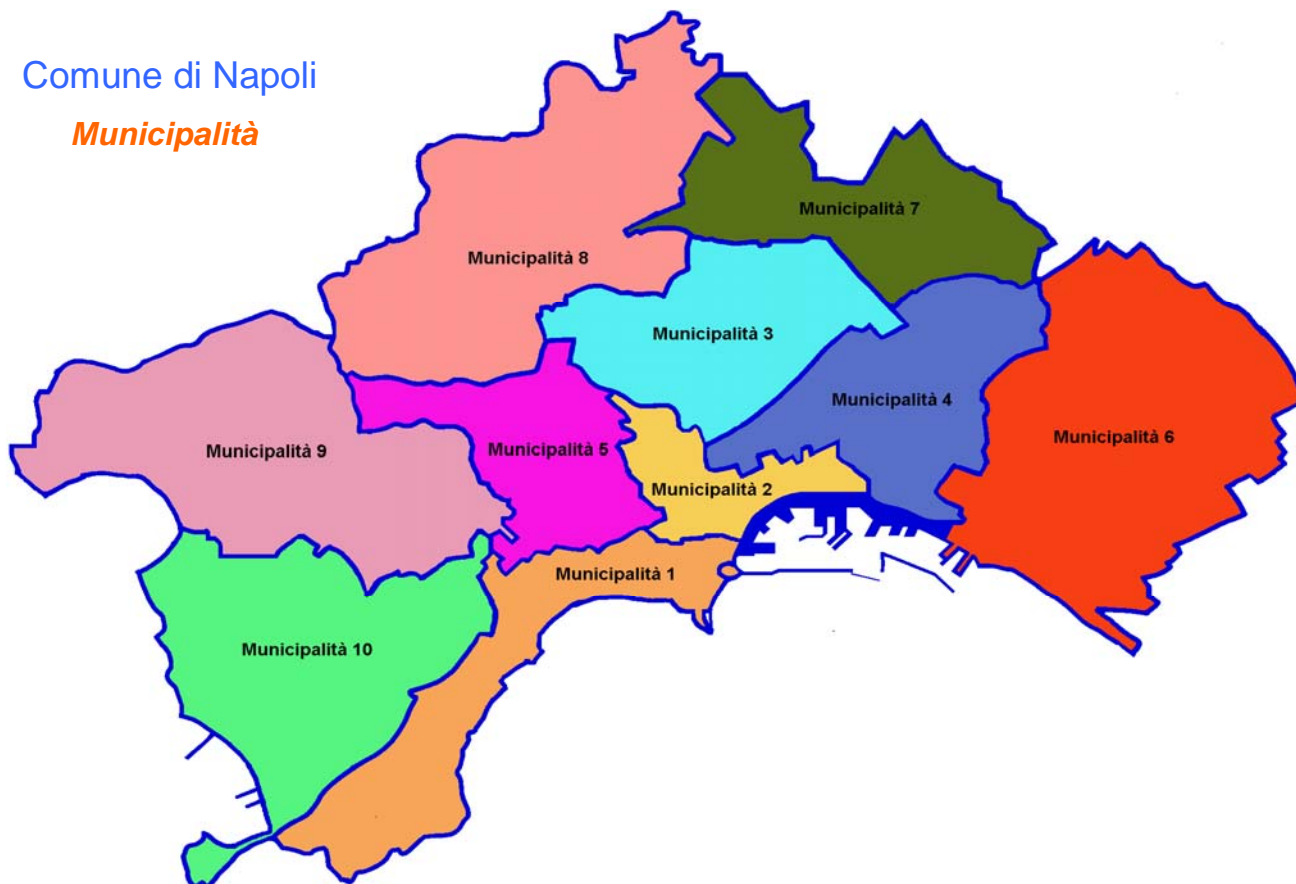 Comune di Napoli
Municipalità
Municipalità 7
Municipalità 8
Municipalità 3
Municipalità 4
Municipalità 6
Municipalità 9
Municipalità 5
Municipalità 2
Municipalità 1
Municipalità 10